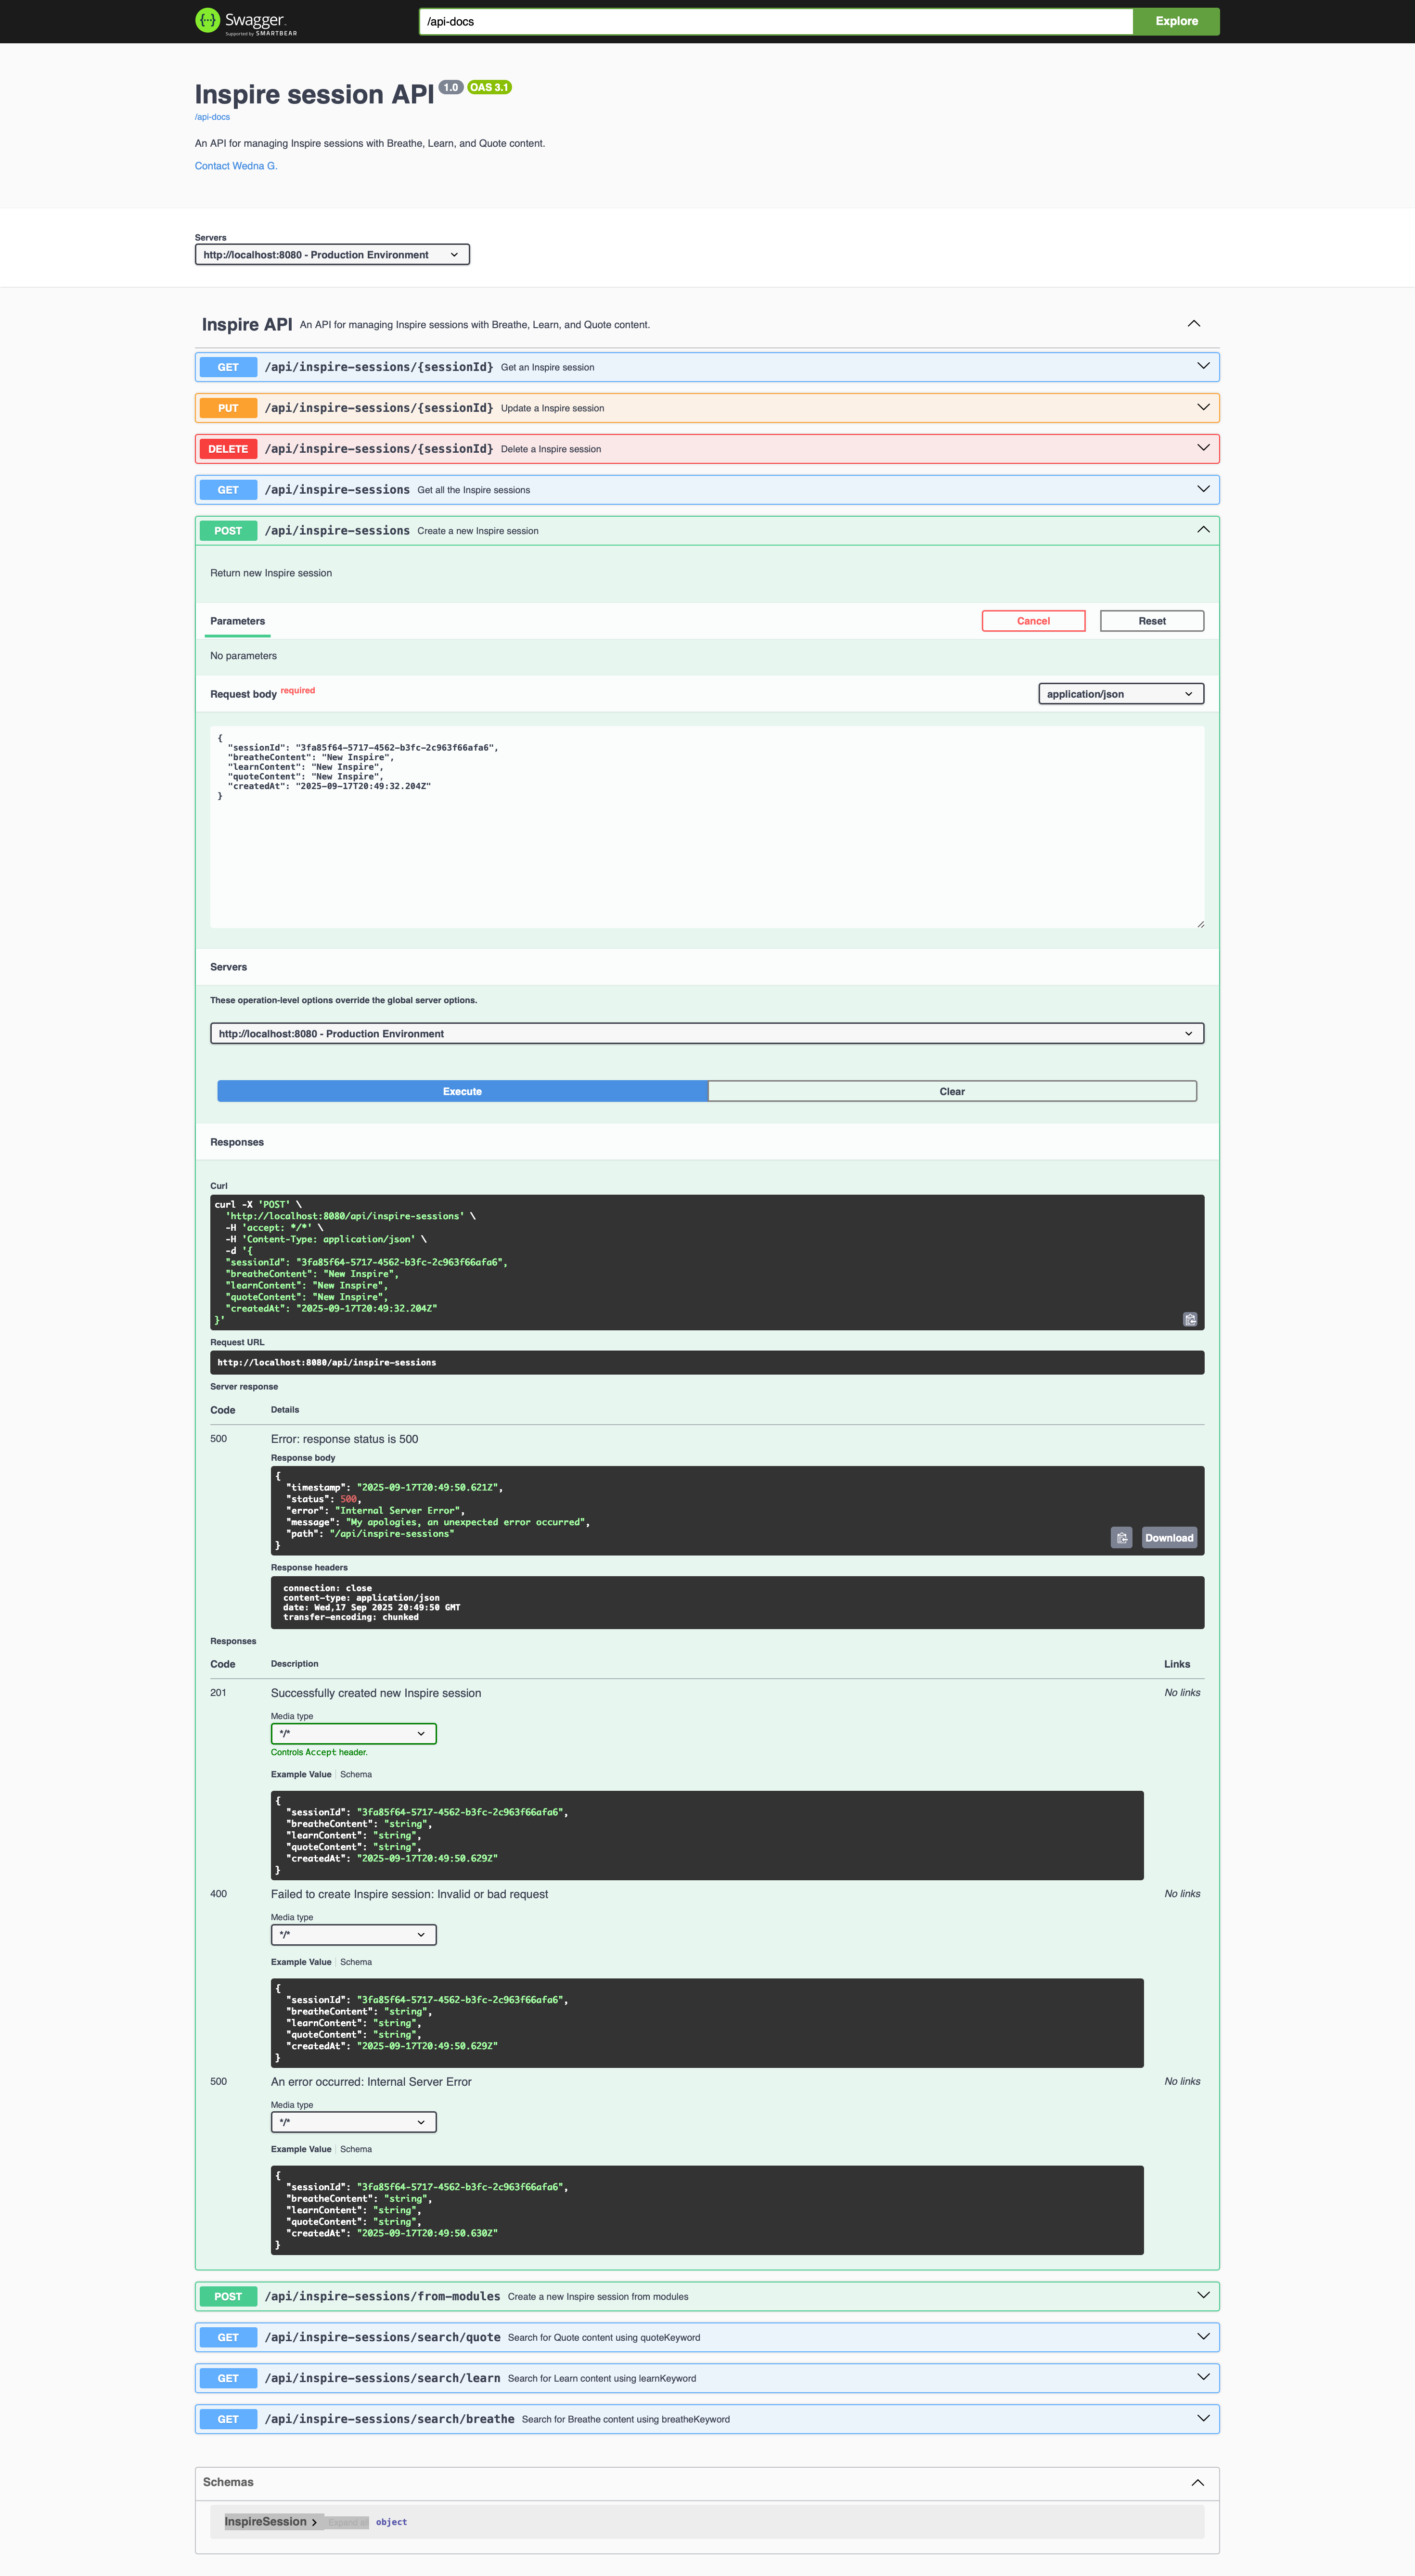 Swagger
Supported by SMARTBEAR
/api-docs
Explore
Inspire session API 1.0 OAS 3.1
/api-docs
An API for managing Inspire sessions with Breathe, Learn, and Quote content.
Contact Wedna G.
Servers
http://localhost:8080 - Production Environment
Inspire API An API for managing Inspire sessions with Breathe, Learn, and Quote content.
GET /api/inspire-sessions/{sessionId} Get an Inspire session
PUT /api/inspire-sessions/{sessionId} Update a Inspire session
DELETE /api/inspire-sessions/{sessionId} Delete a Inspire session
GET /api/inspire-sessions Get all the Inspire sessions
POST /api/inspire-sessions Create a new Inspire session
Return new Inspire session
Parameters
Cancel
Reset
No parameters
Request body required
application/json
{
"sessionId": "3fa85f64-5717-4562-b3fc-2c963f66afa6",
"breatheContent": "New Inspire",
"learnContent": "New Inspire",
"quoteContent": "New Inspire",
"createdAt": "2025-09-17T20:49:32.204Z"
}
Servers
These operation-level options override the global server options.
http://localhost:8080 - Production Environment
Execute
Clear
Responses
Curl
curl -X 'POST' \
'http://localhost:8080/api/inspire-sessions' \
-H 'accept: */*' \
-H 'Content-Type: application/json' \
-d '{
"sessionId": "3fa85f64-5717-4562-b3fc-2c963f66afa6",
"breatheContent": "New Inspire",
"learnContent": "New Inspire",
"quoteContent": "New Inspire",
"createdAt": "2025-09-17T20:49:32.204Z"
}'
Request URL
http://localhost:8080/api/inspire-sessions
Server response
Code Details
500 Error: response status is 500
Response body
{
"timestamp": "2025-09-17T20:49:50.621Z",
"status": 500,
"error": "Internal Server Error",
"message": "My apologies, an unexpected error occurred",
"path": "/api/inspire-sessions"
}
Download
Response headers
connection: close
content-type: application/json
date: Wed,17 Sep 2025 20:49:50 GMT
transfer-encoding: chunked
Responses
Code Description Links
201 Successfully created new Inspire session No links
Media type
*/*
Controls Accept header.
Example Value Schema
{
"sessionId": "3fa85f64-5717-4562-b3fc-2c963f66afa6",
"breatheContent": "string",
"learnContent": "string",
"quoteContent": "string",
"createdAt": "2025-09-17T20:49:50.629Z"
}
400 Failed to create Inspire session: Invalid or bad request No links
Media type
*/*
Example Value Schema
{
"sessionId": "3fa85f64-5717-4562-b3fc-2c963f66afa6",
"breatheContent": "string",
"learnContent": "string",
"quoteContent": "string",
"createdAt": "2025-09-17T20:49:50.629Z"
}
500 An error occurred: Internal Server Error No links
Media type
*/*
Example Value Schema
{
"sessionId": "3fa85f64-5717-4562-b3fc-2c963f66afa6",
"breatheContent": "string",
"learnContent": "string",
"quoteContent": "string",
"createdAt": "2025-09-17T20:49:50.630Z"
}
POST /api/inspire-sessions/from-modules Create a new Inspire session from modules
GET /api/inspire-sessions/search/quote Search for Quote content using quoteKeyword
GET /api/inspire-sessions/search/learn Search for Learn content using learnKeyword
GET /api/inspire-sessions/search/breathe Search for Breathe content using breatheKeyword
Schemas
InspireSession Expand all object